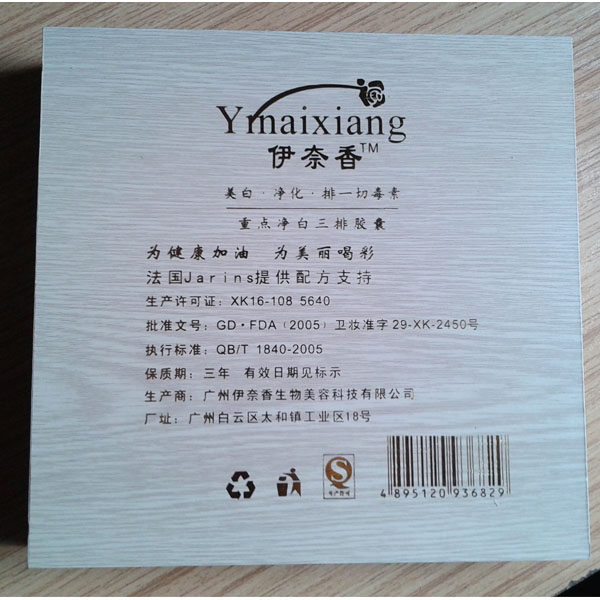 Ymaixiang
伊奈香™
美白·净化·排一切毒素
重点净白三排胶囊
为健康加油 为美丽喝彩
法国Jarins提供配方支持
生产许可证：XK16-108 5640
批准文号：GD·FDA（2005）卫妆准字29-XK-2450号
执行标准：QB/T 1840-2005
保质期：三年 有效日期见标示
生产商：广州伊奈香生物美容科技有限公司
厂址：广州白云区太和镇工业区18号
4 895120 936829